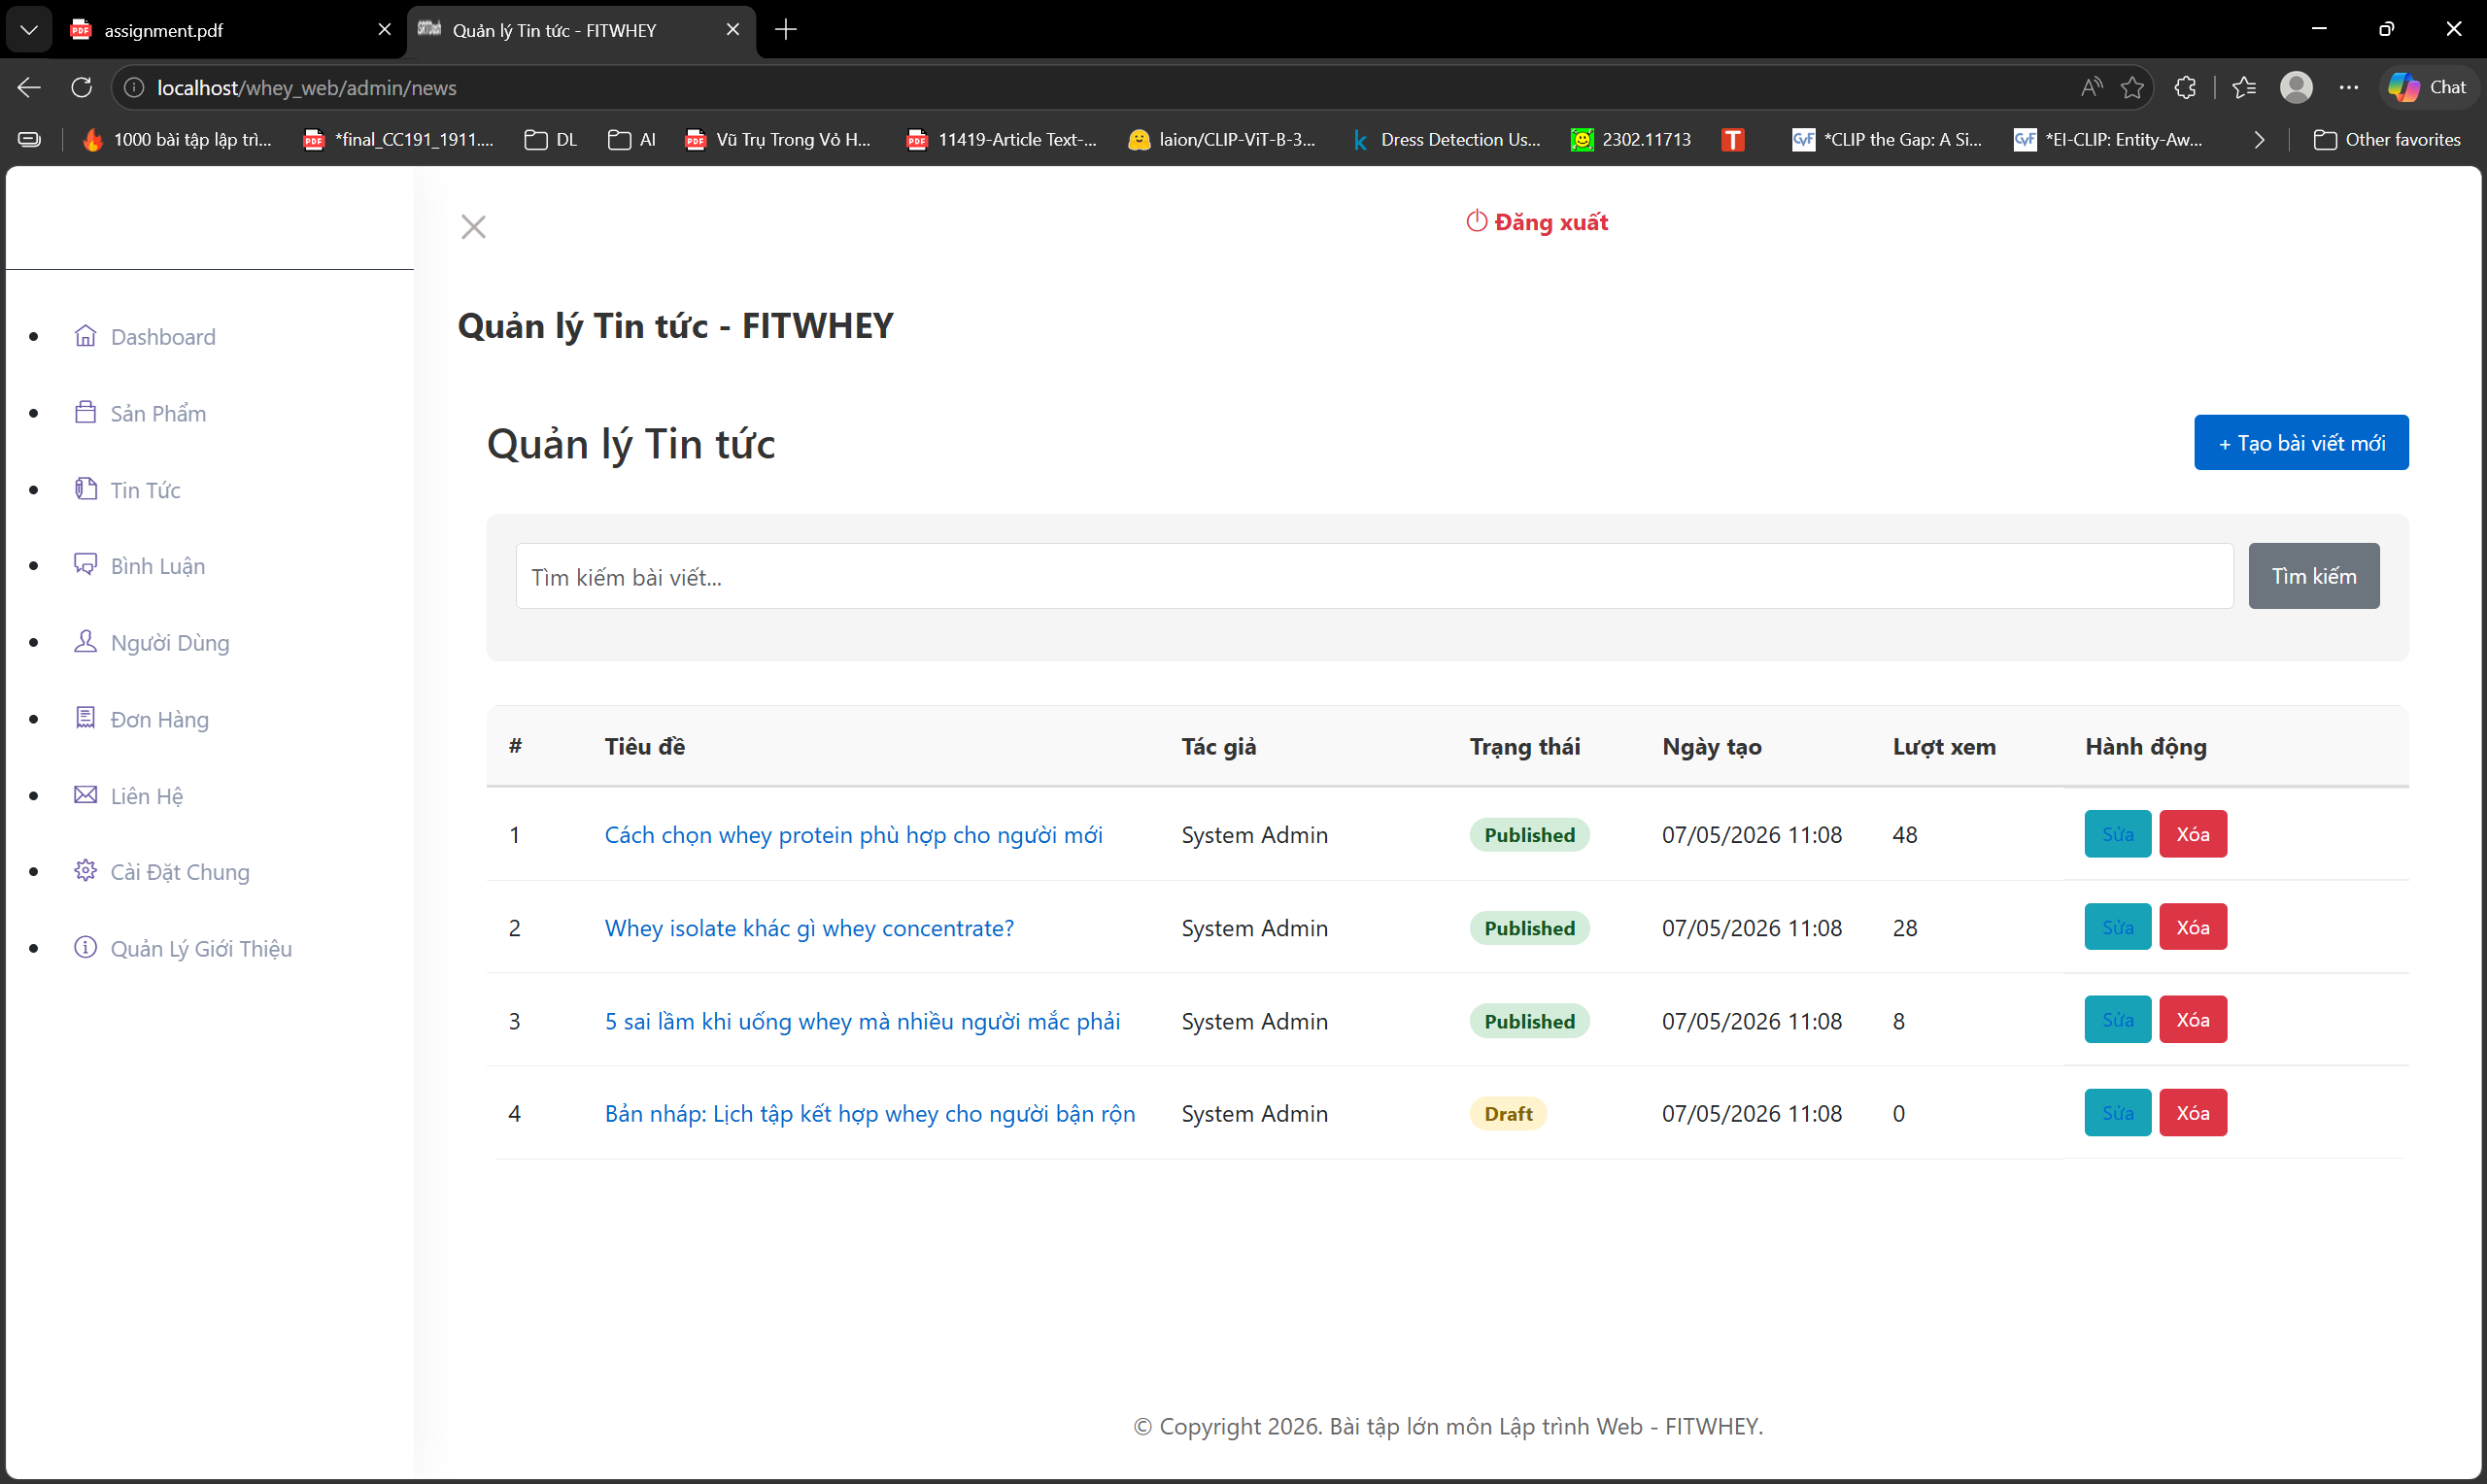 assignment.pdf
Quản lý Tin tức - FITWHEY
localhost/whey_web/admin/news
Chat
1000 bài tập lập trì...
*final_CC191_1911....
DL
AI
Vũ Trụ Trong Vỏ H...
11419-Article Text-...
laion/CLIP-ViT-B-3...
Dress Detection Us...
2302.11713
*CLIP the Gap: A Si...
*EI-CLIP: Entity-Aw...
Other favorites
Đăng xuất
Quản lý Tin tức - FITWHEY
Dashboard
Sản Phẩm
Tin Tức
Bình Luận
Người Dùng
Đơn Hàng
Liên Hệ
Cài Đặt Chung
Quản Lý Giới Thiệu
Quản lý Tin tức
+ Tạo bài viết mới
Tìm kiếm bài viết...
Tìm kiếm
# Tiêu đề Tác giả Trạng thái Ngày tạo Lượt xem Hành động
1 Cách chọn whey protein phù hợp cho người mới System Admin Published 07/05/2026 11:08 48 Sửa Xóa
2 Whey isolate khác gì whey concentrate? System Admin Published 07/05/2026 11:08 28 Sửa Xóa
3 5 sai lầm khi uống whey mà nhiều người mắc phải System Admin Published 07/05/2026 11:08 8 Sửa Xóa
4 Bản nháp: Lịch tập kết hợp whey cho người bận rộn System Admin Draft 07/05/2026 11:08 0 Sửa Xóa
© Copyright 2026. Bài tập lớn môn Lập trình Web - FITWHEY.